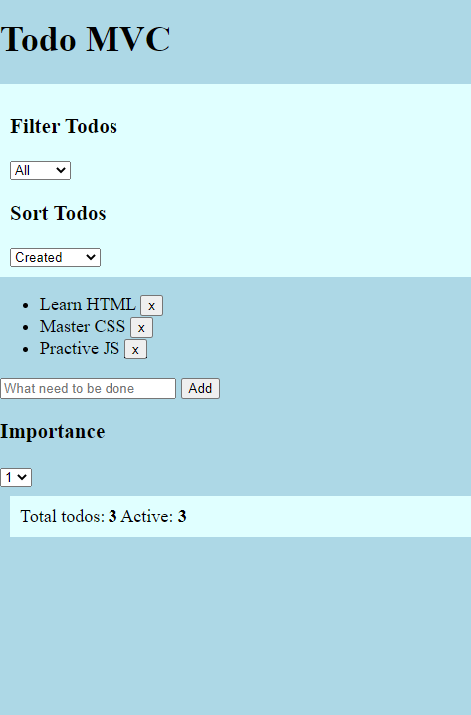 Todo MVC
Filter Todos
All
Sort Todos
Created
Learn HTML x
Master CSS x
Practive JS x
What need to be done Add
Importance
1
Total todos: 3 Active: 3